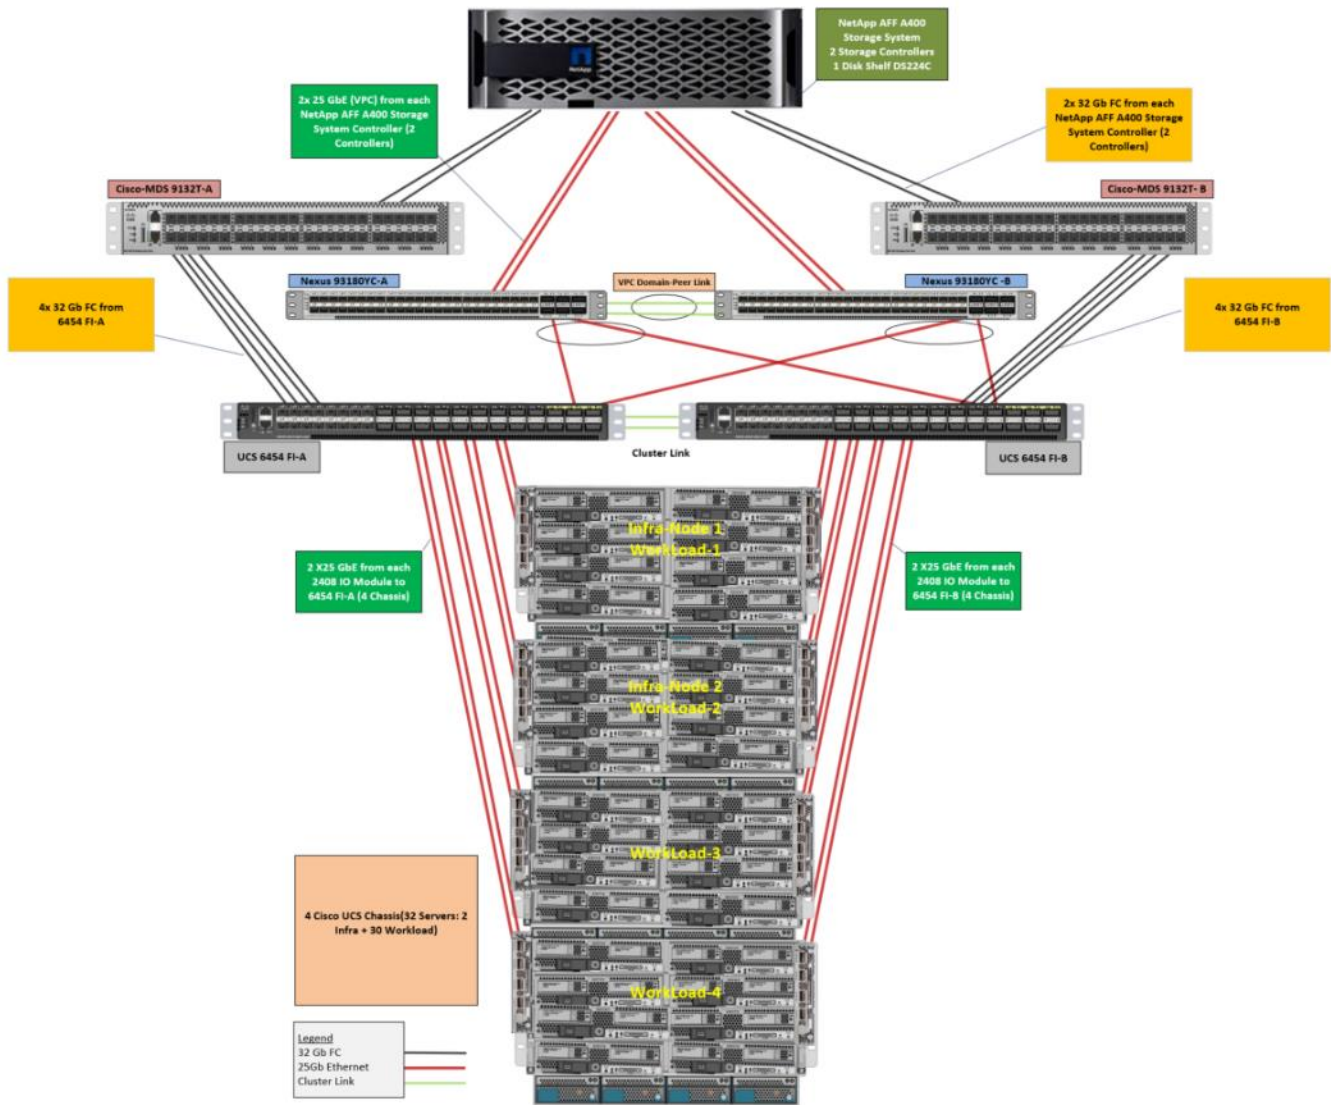 NetApp AFF A400
Storage System
2 Storage Controllers
1 Disk Shelf DS224C
NetApp
2x 25 GbE (VPC) from each
NetApp AFF A400 Storage
System Controller (2
Controllers)
2x 32 Gb FC from each
NetApp AFF A400 Storage
System Controller (2
Controllers)
Cisco-MDS 9132T-A
Cisco-MDS 9132T- B
Nexus 93180YC-A
VPC Domain-Peer Link
Nexus 93180YC -B
4x 32 Gb FC from
6454 FI-A
4x 32 Gb FC from
6454 FI-B
UCS 6454 FI-A
Cluster Link
UCS 6454 FI-B
Infra-Node 1
WorkLoad-1
2 X25 GbE from each
2408 IO Module to
6454 FI-A (4 Chassis)
2 X25 GbE from each
2408 IO Module to
6454 FI-B (4 Chassis)
Infra-Node 2
WorkLoad-2
WorkLoad-3
4 Cisco UCS Chassis(32 Servers: 2
Infra + 30 Workload)
WorkLoad-4
Legend
32 Gb FC
25Gb Ethernet
Cluster Link